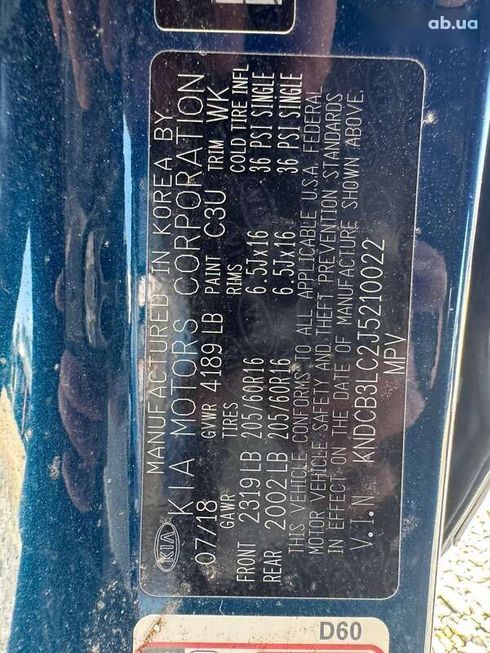 ab.ua
MANUFACTURED IN KOREA BY
KIA KIA MOTORS CORPORATION
07/18 GVWR 4189 LB PAINT C3U TRIM WK
GAWR: TIRES RIMS COLD TIRE INFL
FRONT 2319 LB 205/60R16 6.5Jx16 36 PSI SINGLE
REAR 2002 LB 205/60R16 6.5Jx16 36 PSI SINGLE
THIS VEHICLE CONFORMS TO ALL APPLICABLE U.S.A. FEDERAL
MOTOR VEHICLE SAFETY AND THEFT PREVENTION STANDARDS
IN EFFECT ON THE DATE OF MANUFACTURE SHOWN ABOVE.
V.I.N KNDCB3LC2J5210022
MPV
D60